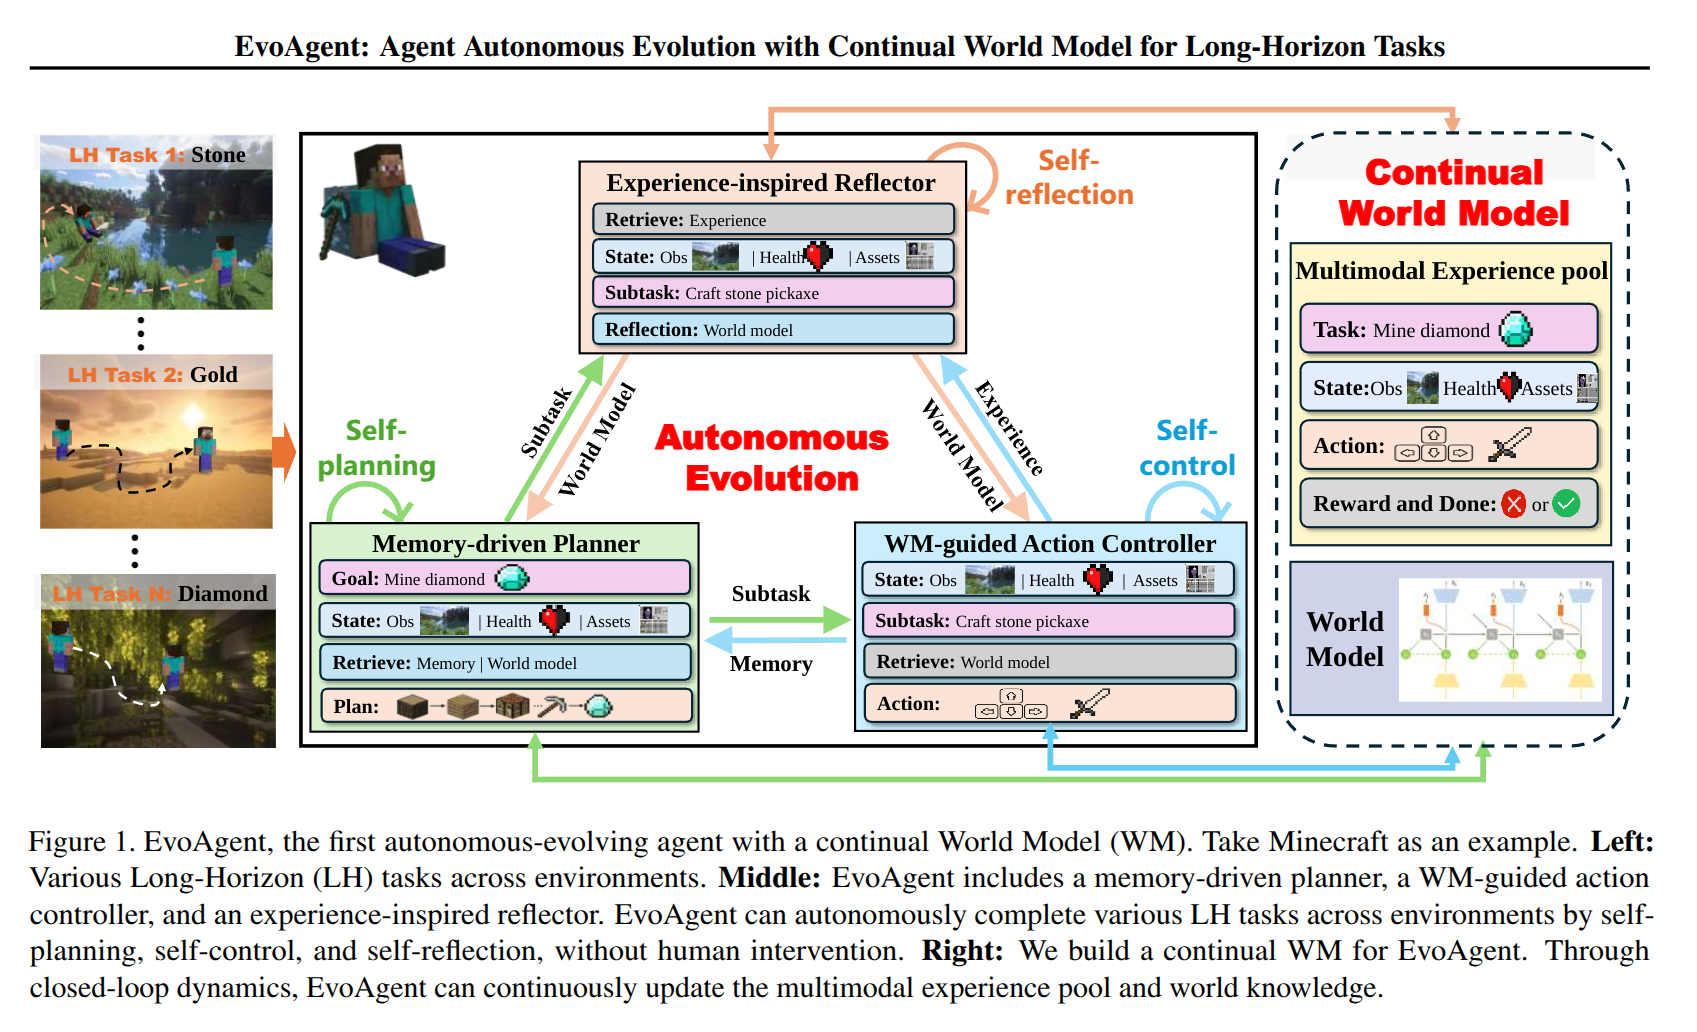 EvoAgent: Agent Autonomous Evolution with Continual World Model for Long-Horizon Tasks
LH Task 1: Stone
LH Task 2: Gold
LH Task N: Diamond
Experience-inspired Reflector
Retrieve: Experience
State: Obs | Health | Assets
Subtask: Craft stone pickaxe
Reflection: World model
Self-
reflection
Subtask
World Model
Autonomous
Evolution
World Model
Experience
Self-
planning
Self-
control
Memory-driven Planner
Goal: Mine diamond
State: Obs | Health | Assets
Retrieve: Memory | World model
Plan:
Subtask
Memory
WM-guided Action Controller
State: Obs | Health | Assets
Subtask: Craft stone pickaxe
Retrieve: World model
Action:
Continual
World Model
Multimodal Experience pool
Task: Mine diamond
State:Obs Health Assets
Action:
Reward and Done: or
World
Model
Figure 1. EvoAgent, the first autonomous-evolving agent with a continual World Model (WM). Take Minecraft as an example. Left:
Various Long-Horizon (LH) tasks across environments. Middle: EvoAgent includes a memory-driven planner, a WM-guided action
controller, and an experience-inspired reflector. EvoAgent can autonomously complete various LH tasks across environments by self-
planning, self-control, and self-reflection, without human intervention. Right: We build a continual WM for EvoAgent. Through
closed-loop dynamics, EvoAgent can continuously update the multimodal experience pool and world knowledge.